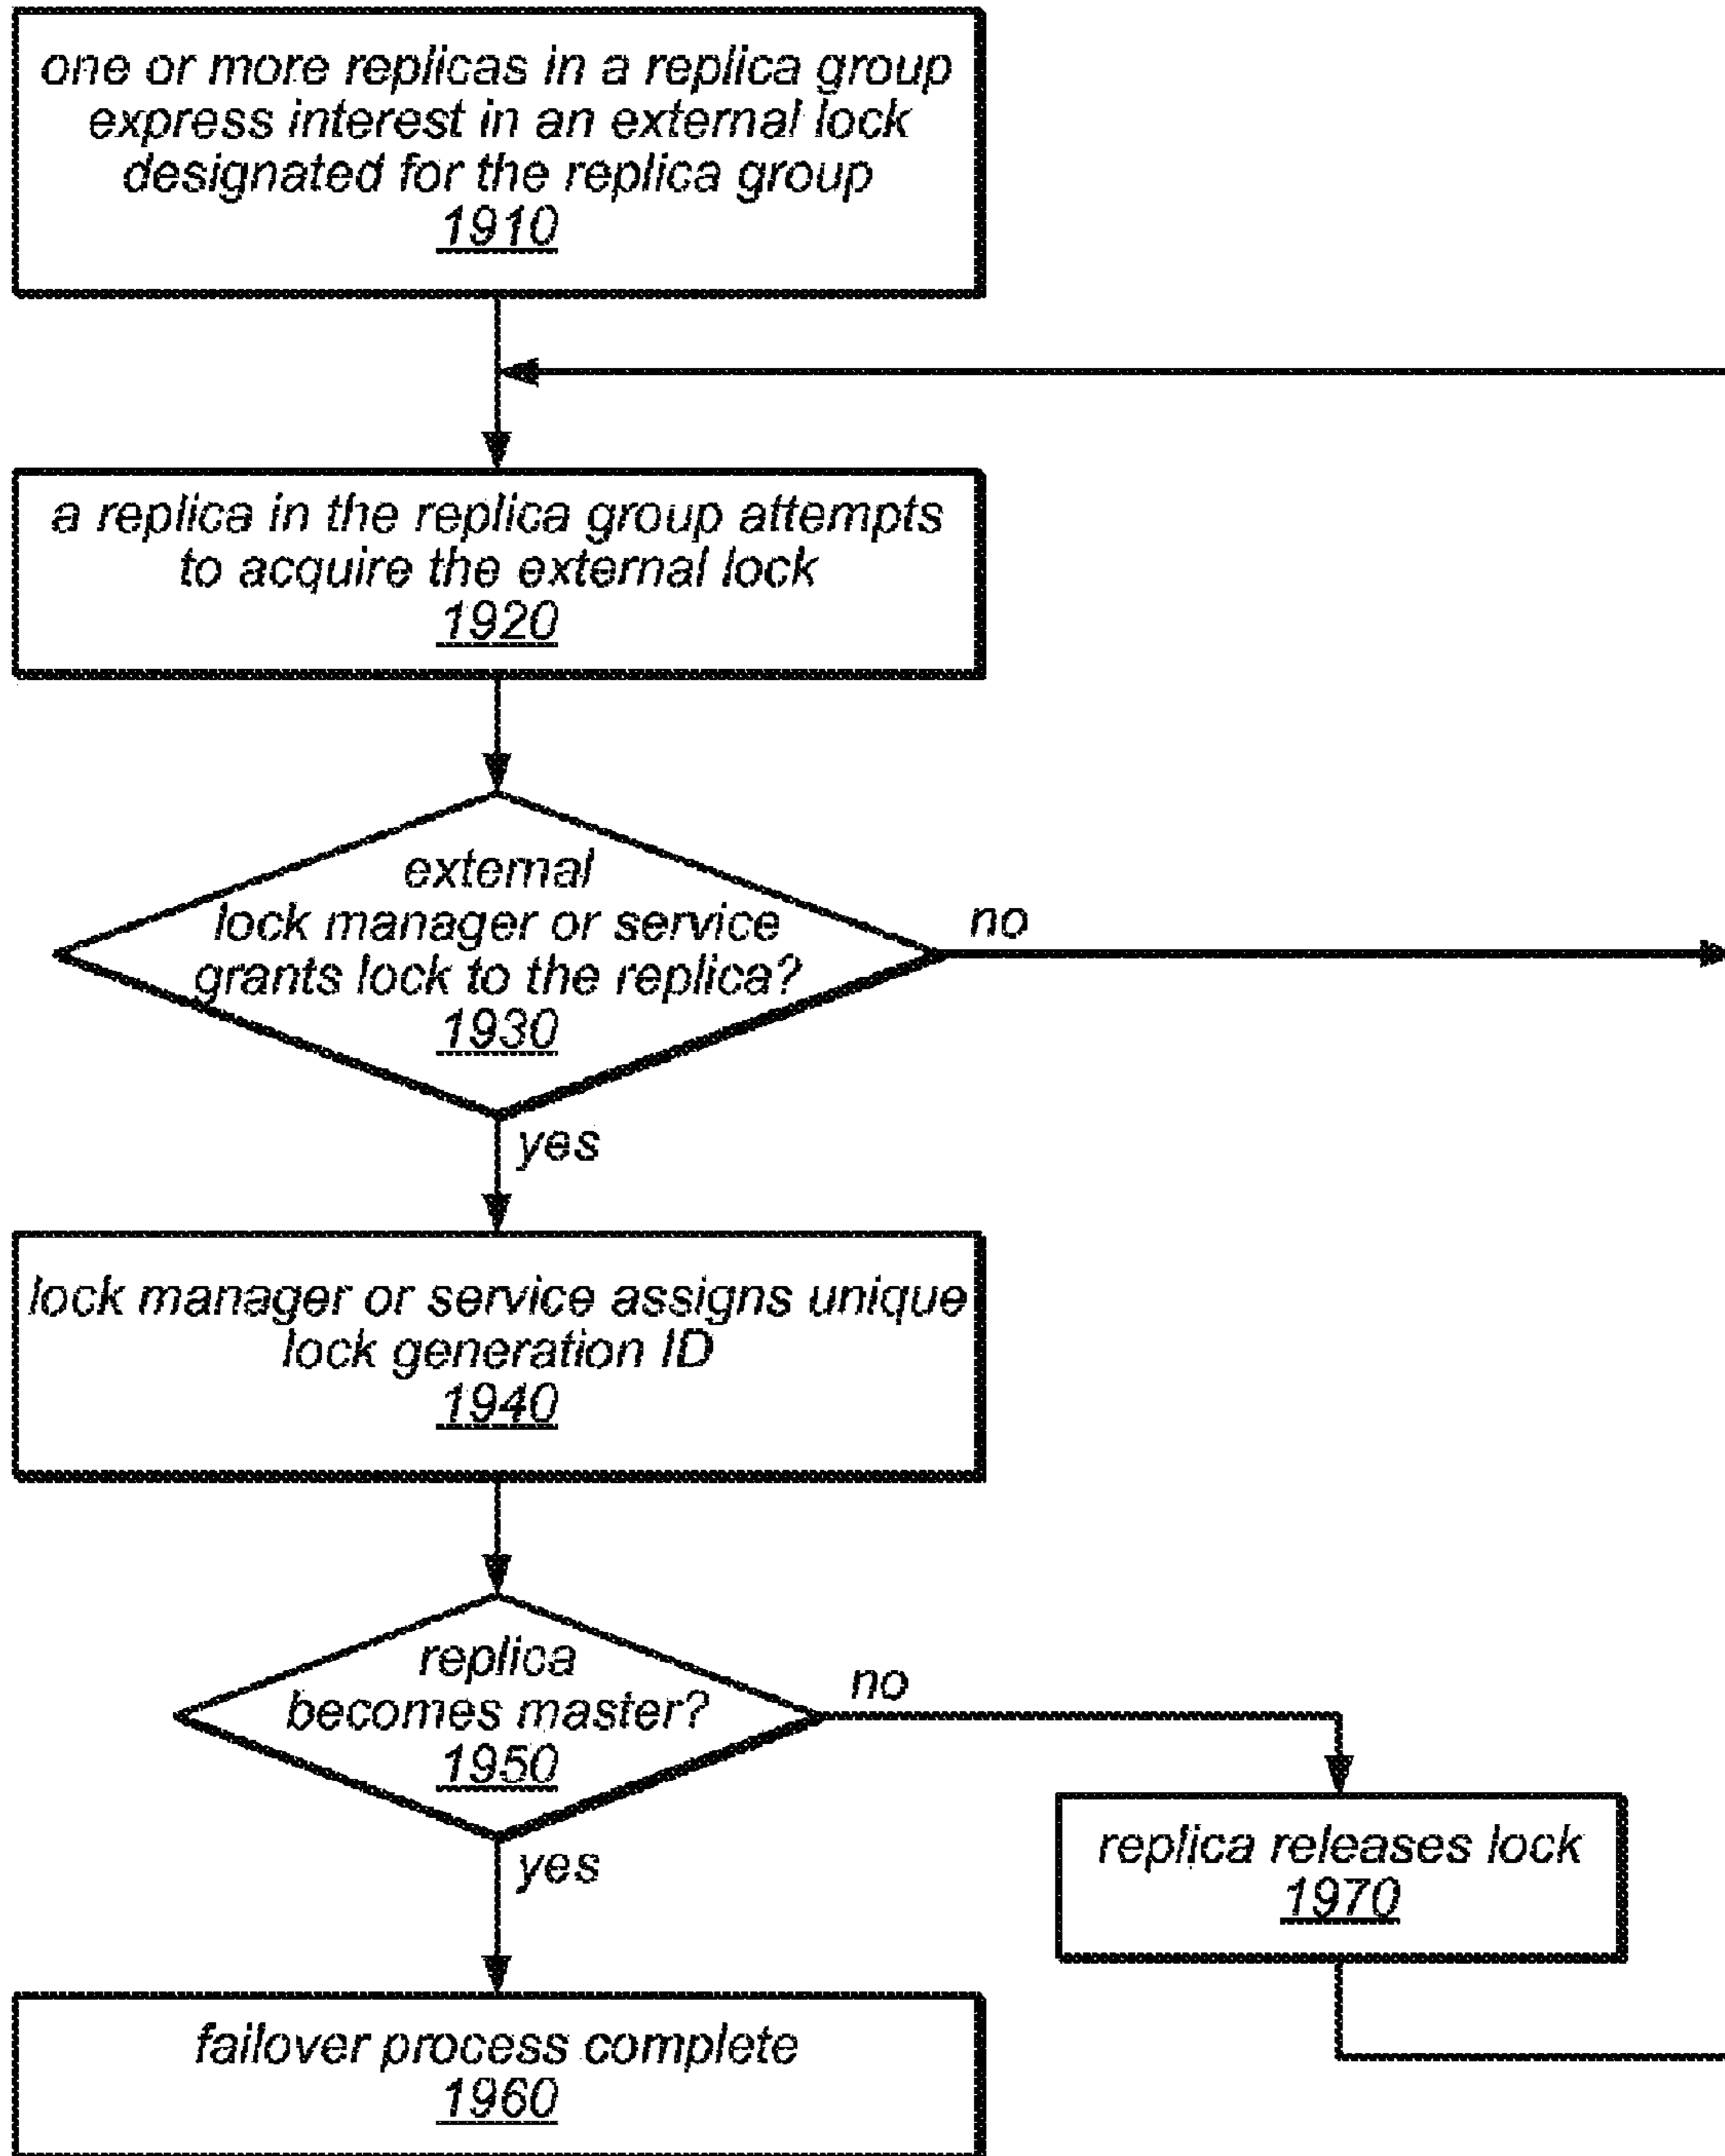 one or more replicas in a replica group
express interest in an external lock
designated for the replica group
1910
a replica in the replica group attempts
to acquire the external lock
1920
external
lock manager or service
grants lock to the replica?
1930
no
yes
lock manager or service assigns unique
lock generation ID
1940
replica
becomes master?
1950
no
yes
replica releases lock
1970
failover process complete
1960